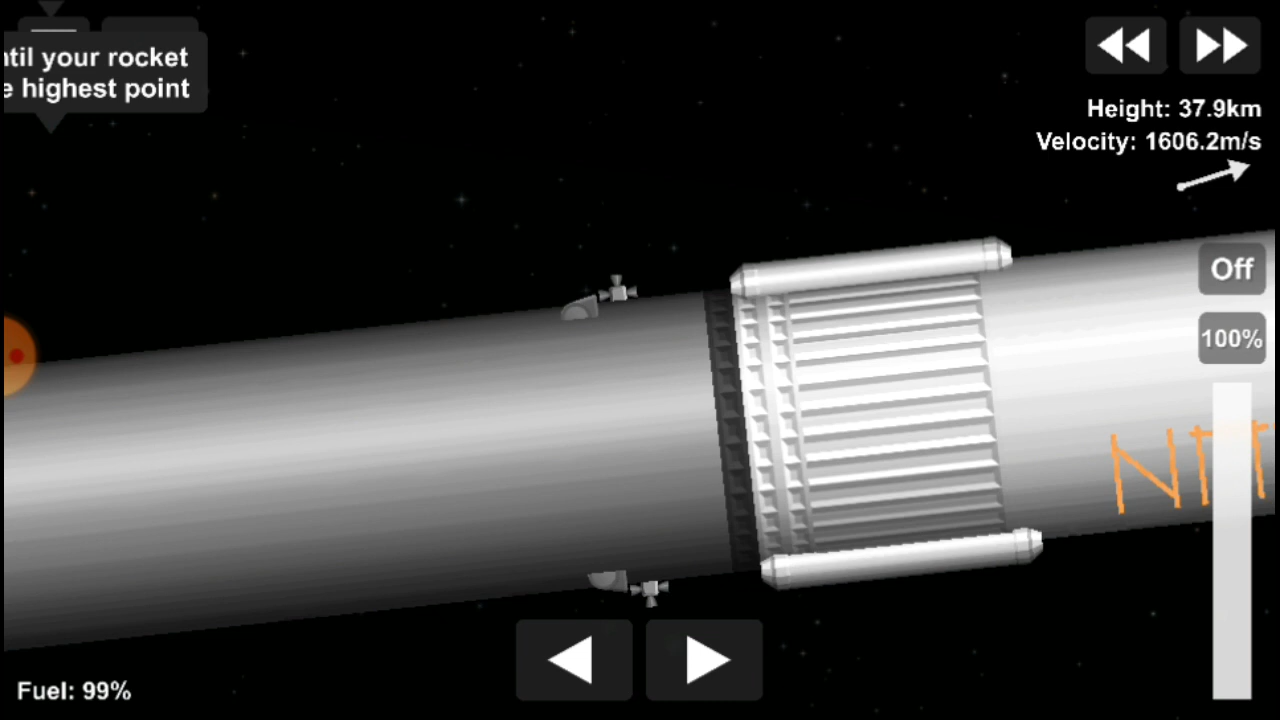 ntil your rocket
e highest point
Height: 37.9km
Velocity: 1606.2m/s
Off
100%
Fuel: 99%